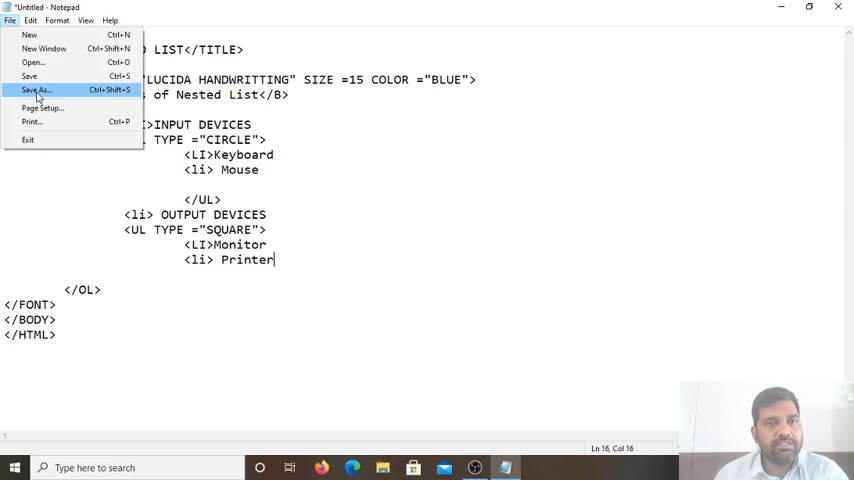 *Untitled - Notepad
File Edit Format View Help
New Ctrl+N
New Window Ctrl+Shift+N
Open... Ctrl+O
Save Ctrl+S
Save As... Ctrl+Shift+S
Page Setup...
Print... Ctrl+P
Exit
LIST</TITLE>
"LUCIDA HANDWRITTING" SIZE =15 COLOR ="BLUE">
s of Nested List</B>
>INPUT DEVICES
TYPE ="CIRCLE">
<LI>Keyboard
<li> Mouse
</UL>
<li> OUTPUT DEVICES
<UL TYPE ="SQUARE">
<LI>Monitor
<li> Printer
</OL>
</FONT>
</BODY>
</HTML>
Ln 16, Col 16
Type here to search